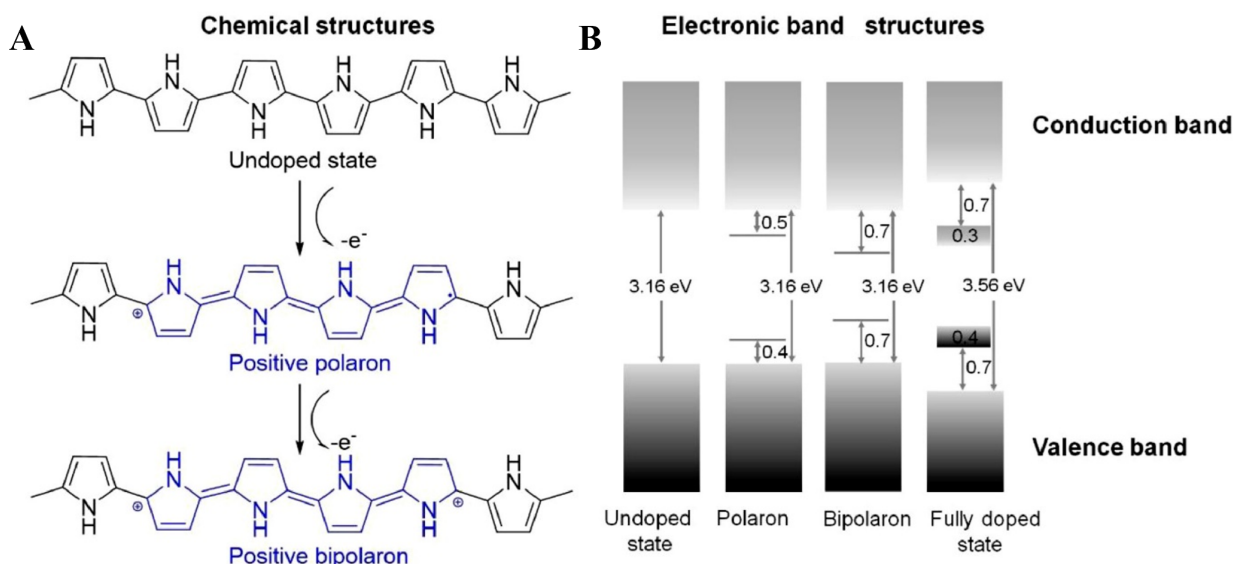 A
Chemical structures
H
N
H
N
H
N
N
H
N
H
N
H
Undoped state
-e-
H
N
H
N
N
H
⊕
N
H
N
H
H
N
Positive polaron
-e-
H
N
H
N
H
N
N
H
⊕
N
H
N
H
⊕
Positive bipolaron
B
Electronic band structures
Conduction band
0.5
0.7
0.7
0.3
3.16 eV
3.16 eV
3.16 eV
3.56 eV
0.4
0.7
0.4
0.7
Valence band
Undoped
state
Polaron
Bipolaron
Fully doped
state